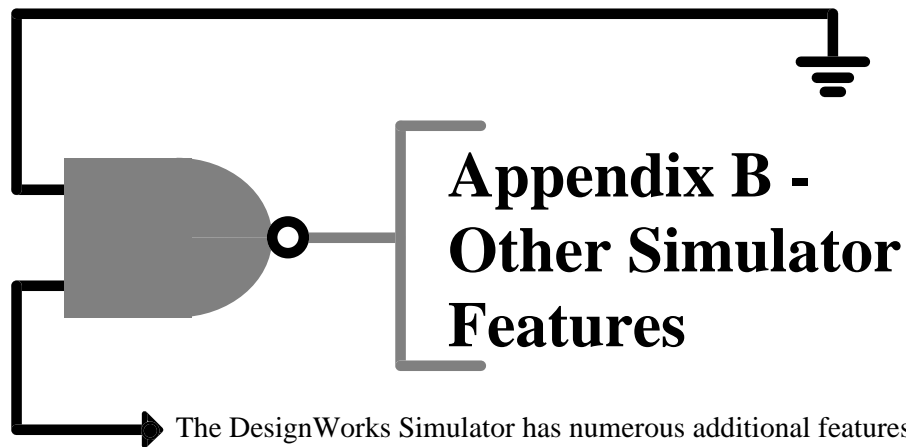 Appendix B -
Other Simulator
Features
The DesignWorks Simulator has numerous additional features